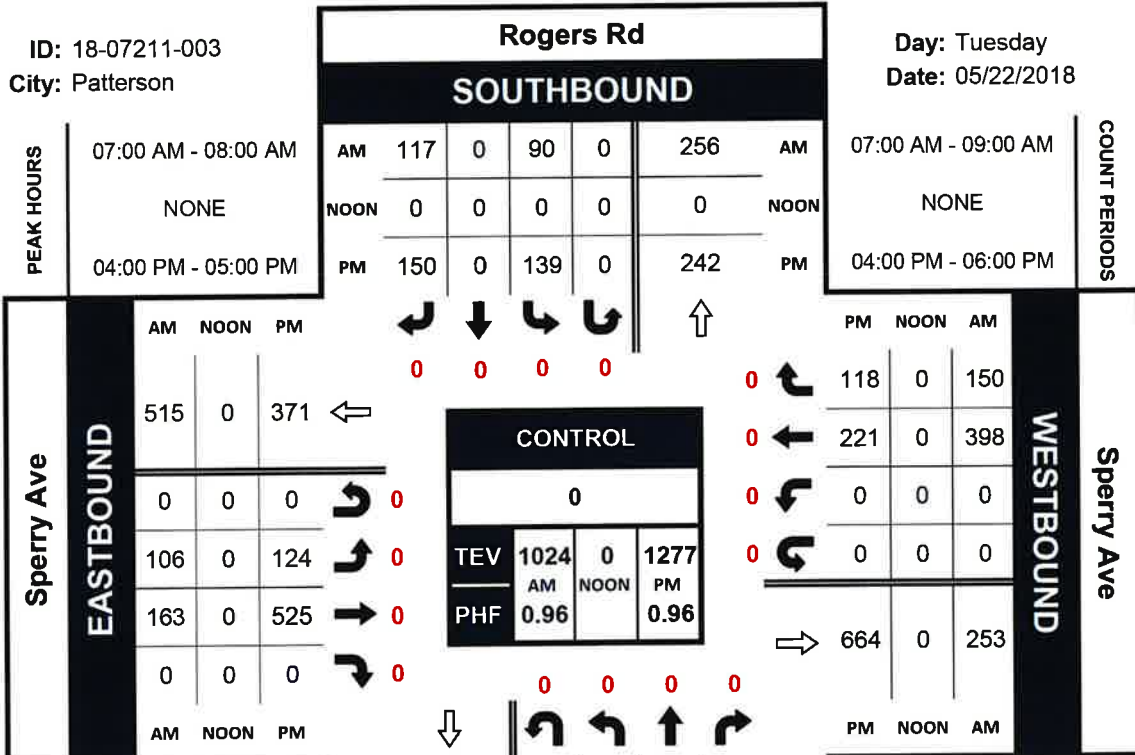 ID: 18-07211-003
City: Patterson
Rogers Rd
SOUTHBOUND
Day: Tuesday
Date: 05/22/2018
PEAK HOURS
07:00 AM - 08:00 AM
NONE
04:00 PM - 05:00 PM
AM 117 0 90 0 256 AM
NOON 0 0 0 0 0 NOON
PM 150 0 139 0 242 PM
0 0 0 0
07:00 AM - 09:00 AM
NONE
04:00 PM - 06:00 PM
COUNT PERIODS
Sperry Ave
EASTBOUND
AM NOON PM
515 0 371
0 0 0 0
106 0 124 0
163 0 525 0
0 0 0 0
AM NOON PM
CONTROL
0
TEV 1024 0 1277
AM NOON PM
PHF 0.96 0.96
0 0 0 0
PM NOON AM
0 118 0 150
0 221 0 398
0 0 0 0
0 0 0 0
664 0 253
PM NOON AM
WESTBOUND
Sperry Ave